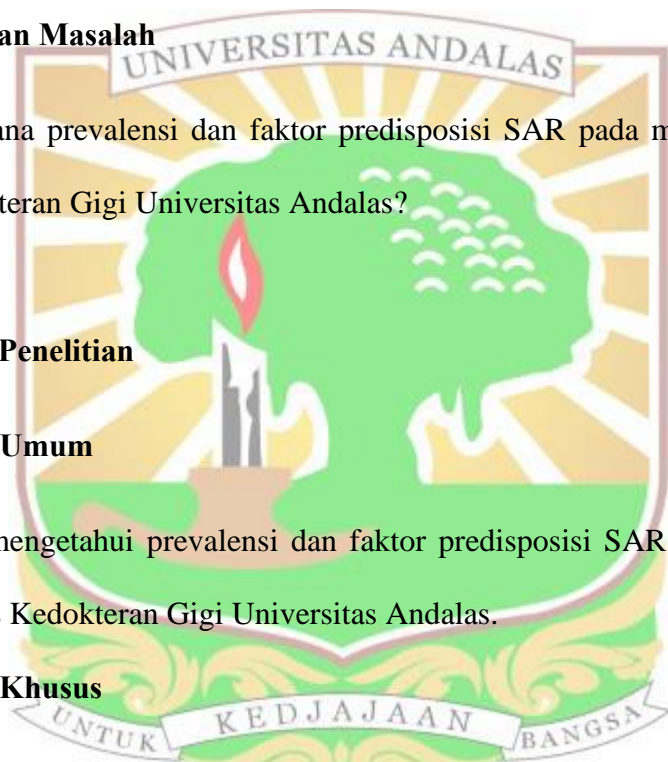 an Masalah
UNIVERSITAS ANDALAS
ana prevalensi dan faktor predisposisi SAR pada m
teran Gigi Universitas Andalas?
Penelitian
Umum
mengetahui prevalensi dan faktor predisposisi SAR
Kedokteran Gigi Universitas Andalas.
Khusus
UNTUK KEDJAJAAN BANGSA